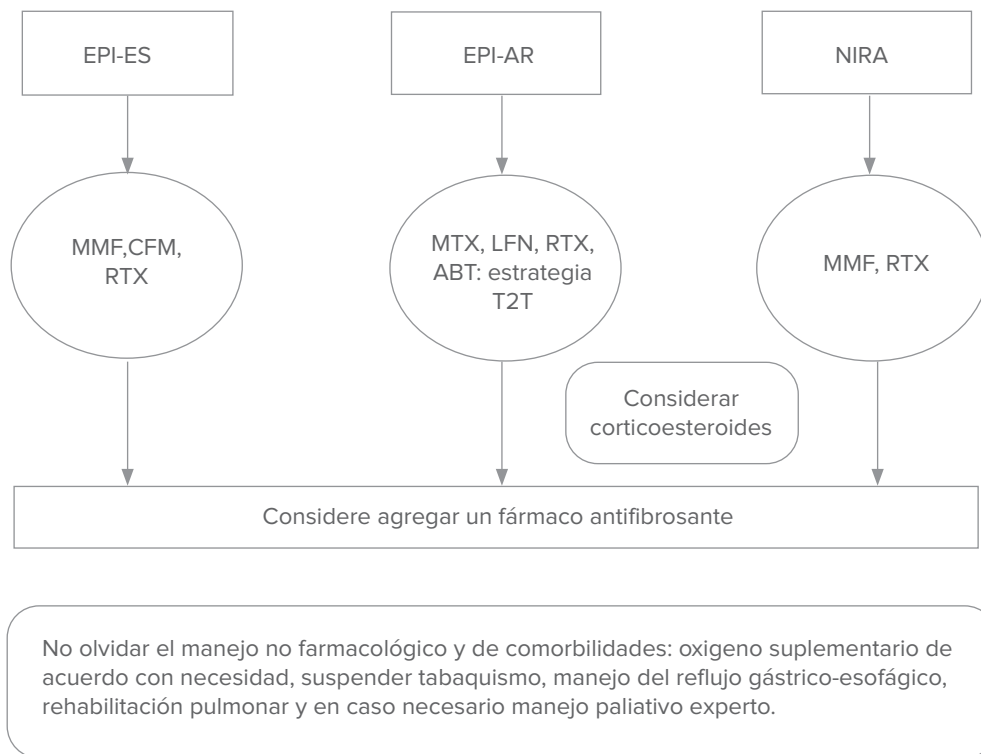 EPI-ES
EPI-AR
NIRA
MMF,CFM,
RTX
MTX, LFN, RTX,
ABT: estrategia
T2T
MMF, RTX
Considerar
corticoesteroides
Considere agregar un fármaco antifibrosante
No olvidar el manejo no farmacológico y de comorbilidades: oxigeno suplementario de
acuerdo con necesidad, suspender tabaquismo, manejo del reflujo gástrico-esofágico,
rehabilitación pulmonar y en caso necesario manejo paliativo experto.